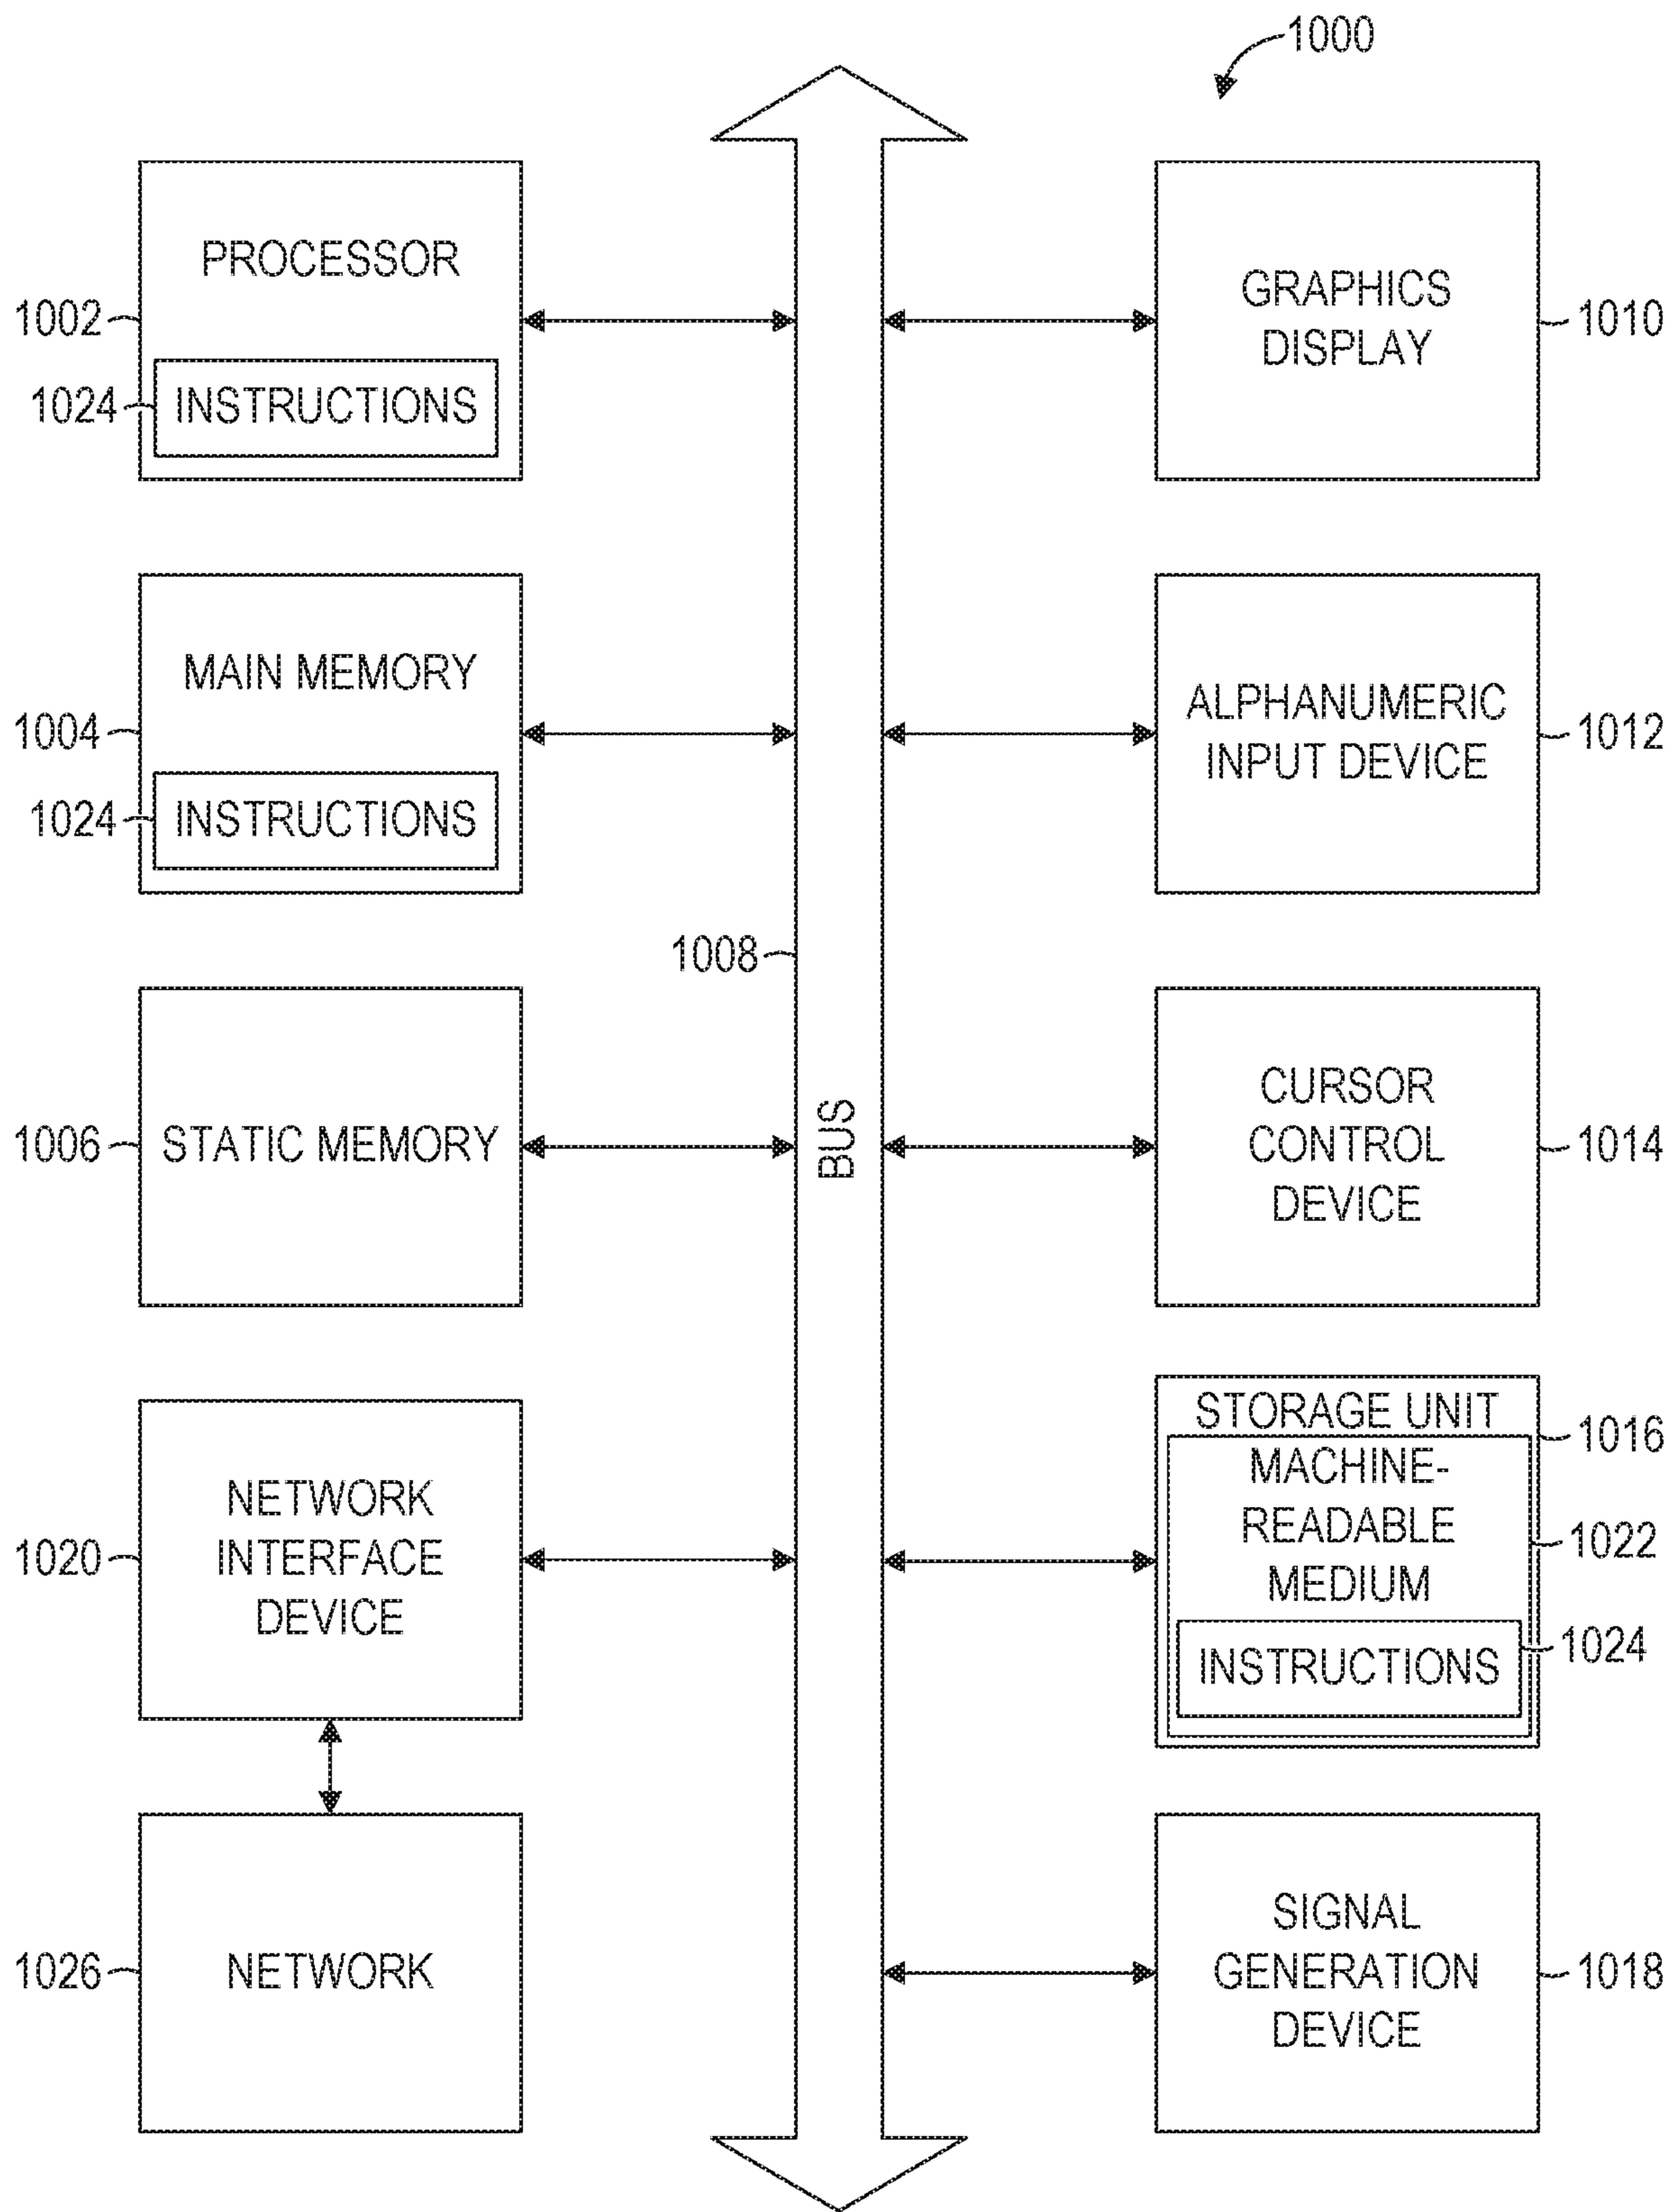 1000
PROCESSOR
1002
1024
INSTRUCTIONS
GRAPHICS
DISPLAY
1010
MAIN MEMORY
1004
1024
INSTRUCTIONS
ALPHANUMERIC
INPUT DEVICE
1012
1008
BUS
1006
STATIC MEMORY
CURSOR
CONTROL
DEVICE
1014
NETWORK
INTERFACE
DEVICE
1020
STORAGE UNIT
1016
MACHINE-
READABLE
MEDIUM
1022
INSTRUCTIONS
1024
1026
NETWORK
SIGNAL
GENERATION
DEVICE
1018